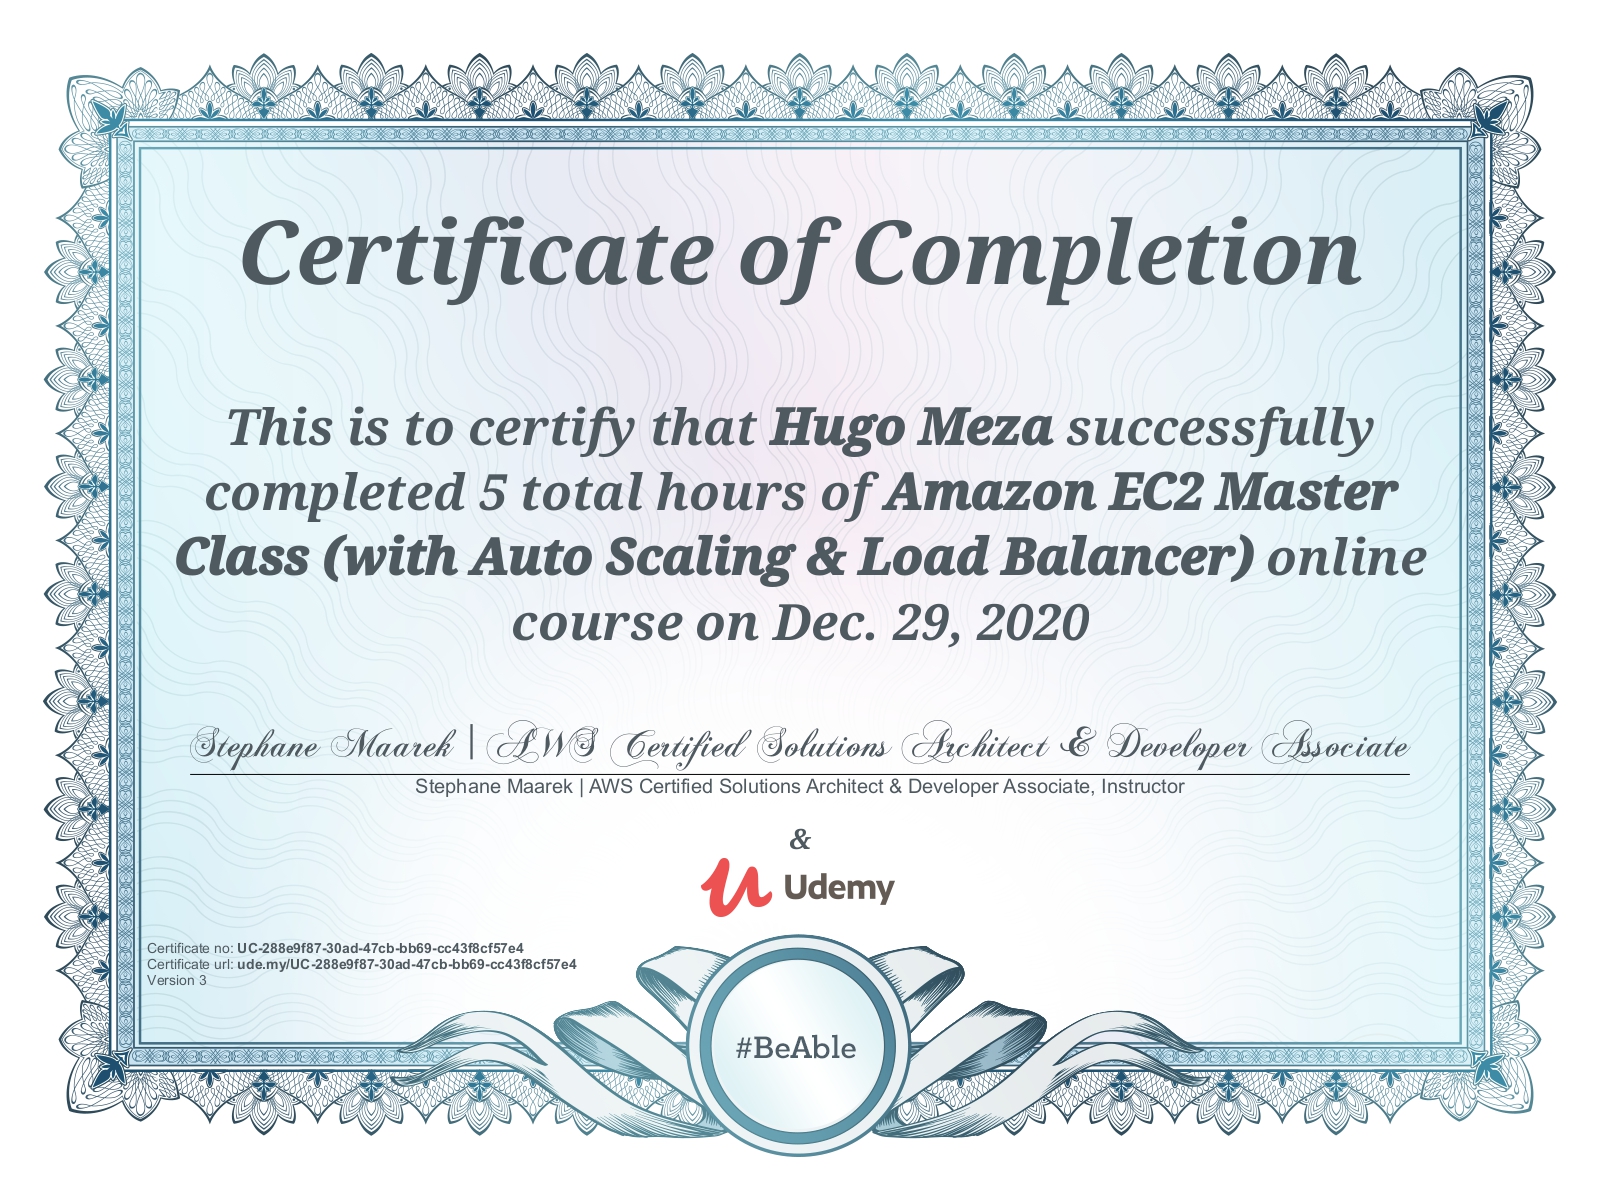 Certificate of Completion
This is to certify that Hugo Meza successfully
completed 5 total hours of Amazon EC2 Master
Class (with Auto Scaling & Load Balancer) online
course on Dec. 29, 2020
Stephane Maarek | AWS Certified Solutions Architect & Developer Associate
Stephane Maarek | AWS Certified Solutions Architect & Developer Associate, Instructor
&
Udemy
Certificate no: UC-288e9f87-30ad-47cb-bb69-cc43f8cf57e4
Certificate url: ude.my/UC-288e9f87-30ad-47cb-bb69-cc43f8cf57e4
Version 3
#BeAble